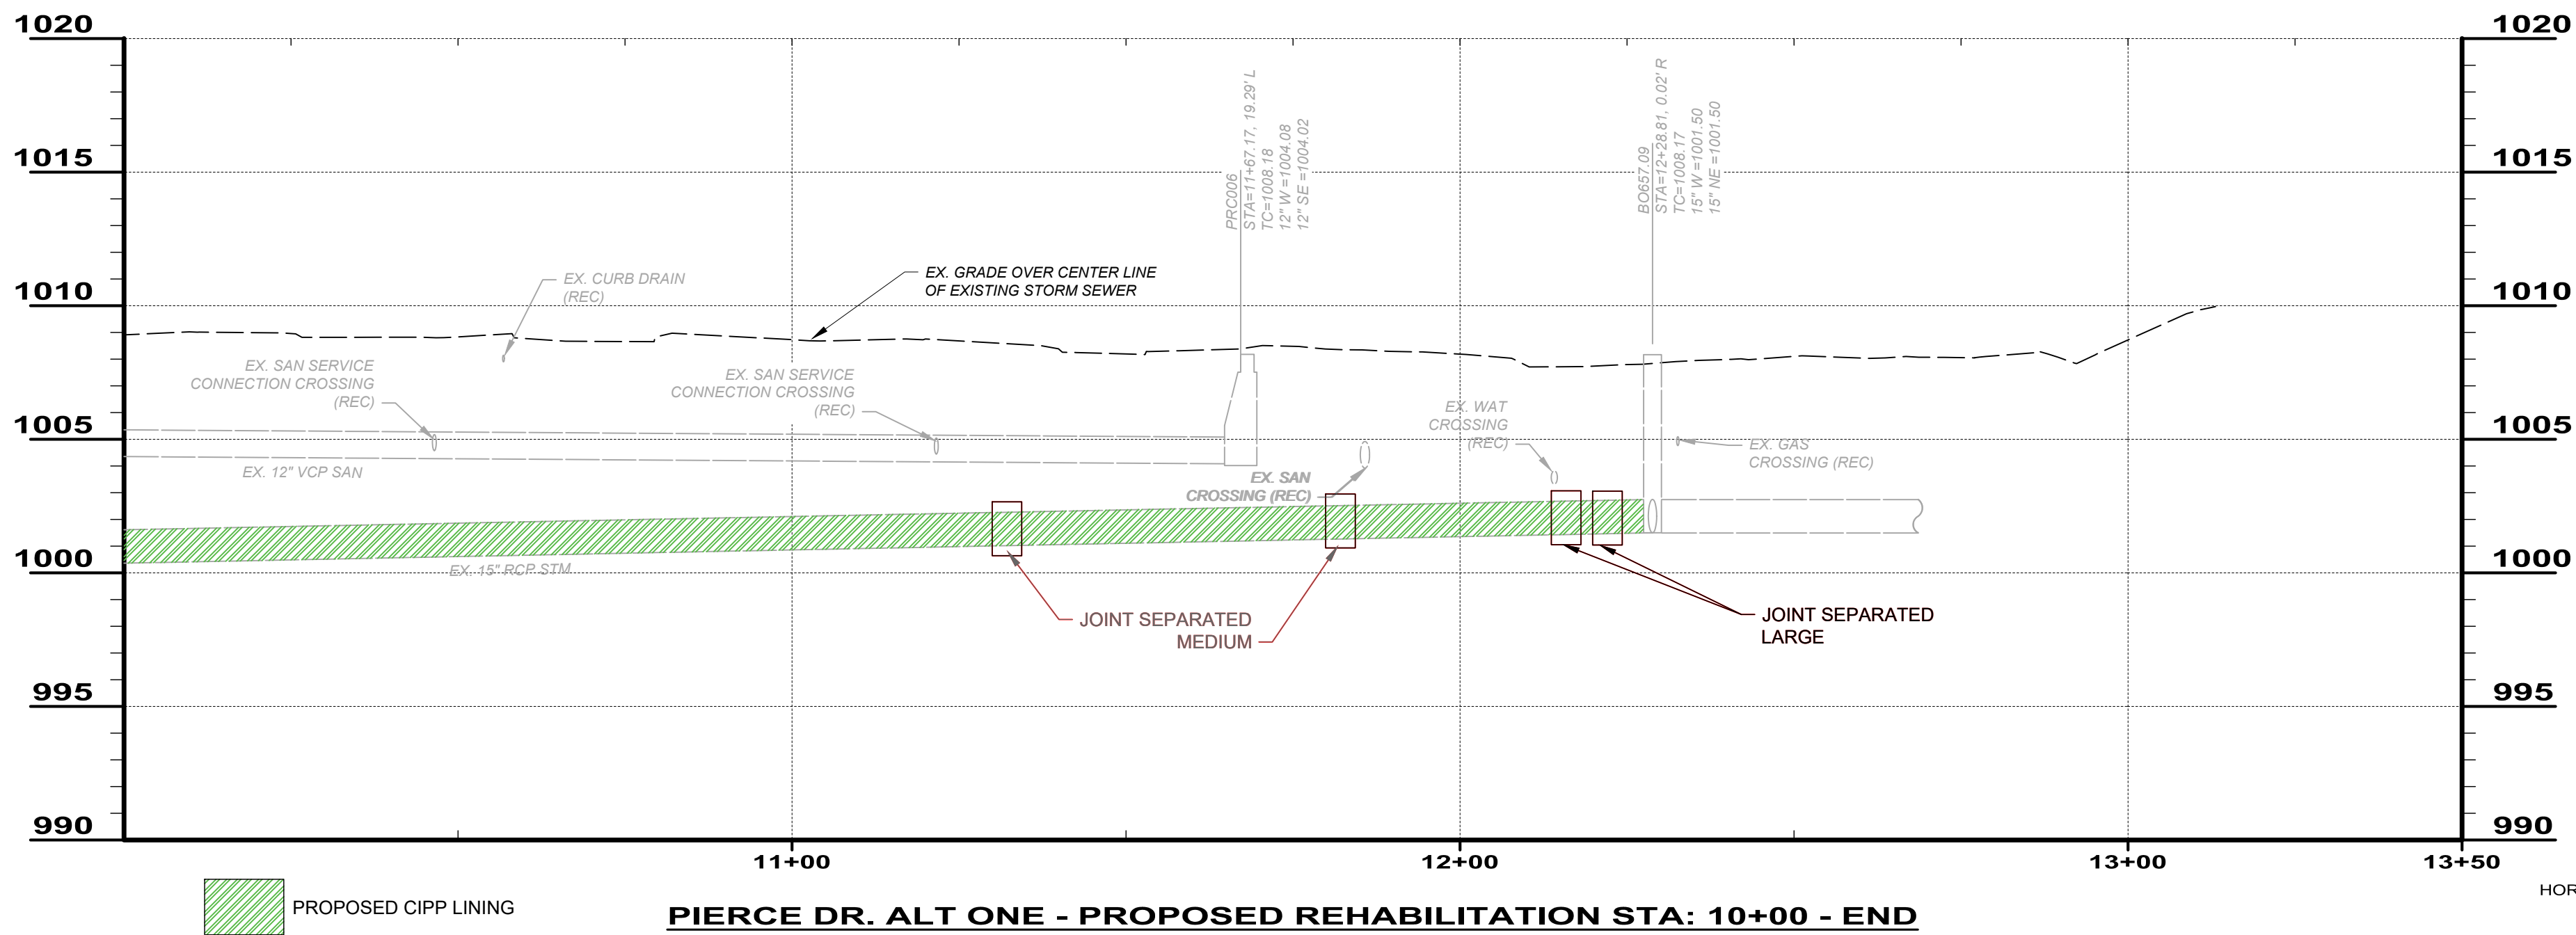 1020
1020
1015
1015
1010
1010
1005
1005
1000
1000
995
995
990
990
PRC006
STA=11+67.17, 19.29' L
TC=1008.18
12" W =1004.08
12" SE =1004.02
BO657.09
STA=12+28.81, 0.02' R
TC=1008.17
15" W =1001.50
15" NE =1001.50
EX. CURB DRAIN
(REC)
EX. GRADE OVER CENTER LINE
OF EXISTING STORM SEWER
EX. SAN SERVICE
CONNECTION CROSSING
(REC)
EX. SAN SERVICE
CONNECTION CROSSING
(REC)
EX. WAT
CROSSING
(REC)
EX. GAS
CROSSING (REC)
EX. 12" VCP SAN
EX. SAN
CROSSING (REC)
EX. 15" RCP STM
JOINT SEPARATED
MEDIUM
JOINT SEPARATED
LARGE
11+00
12+00
13+00
13+50
HOR
PROPOSED CIPP LINING
PIERCE DR. ALT ONE - PROPOSED REHABILITATION STA: 10+00 - END